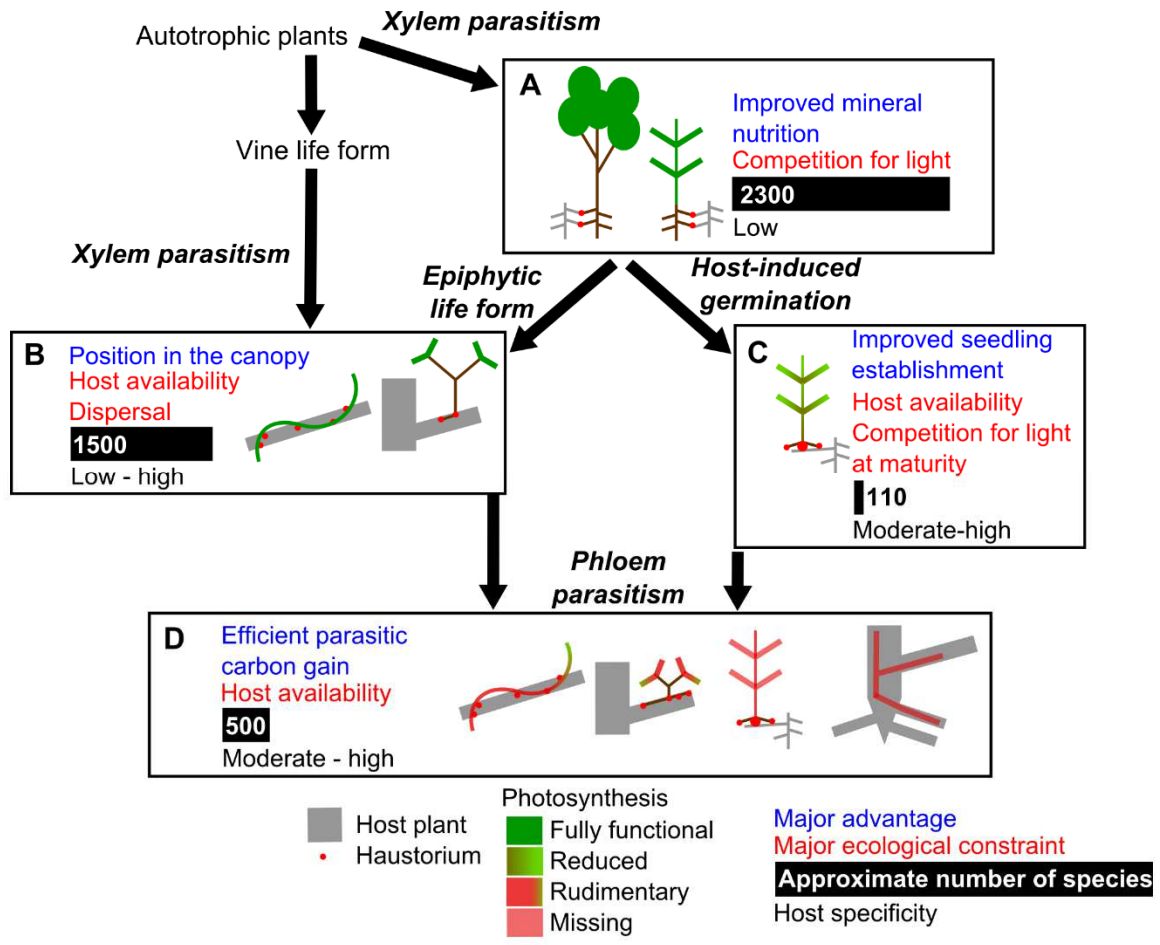 Xylem parasitism
Autotrophic plants
Vine life form
Xylem parasitism
A
Improved mineral
nutrition
Competition for light
2300
Low
Epiphytic
life form
Host-induced
germination
B
Position in the canopy
Host availability
Dispersal
1500
Low - high
C
Improved seedling
establishment
Host availability
Competition for light
at maturity
110
Moderate-high
Phloem
parasitism
D
Efficient parasitic
carbon gain
Host availability
500
Moderate - high
Host plant
Haustorium
Photosynthesis
Fully functional
Reduced
Rudimentary
Missing
Major advantage
Major ecological constraint
Approximate number of species
Host specificity